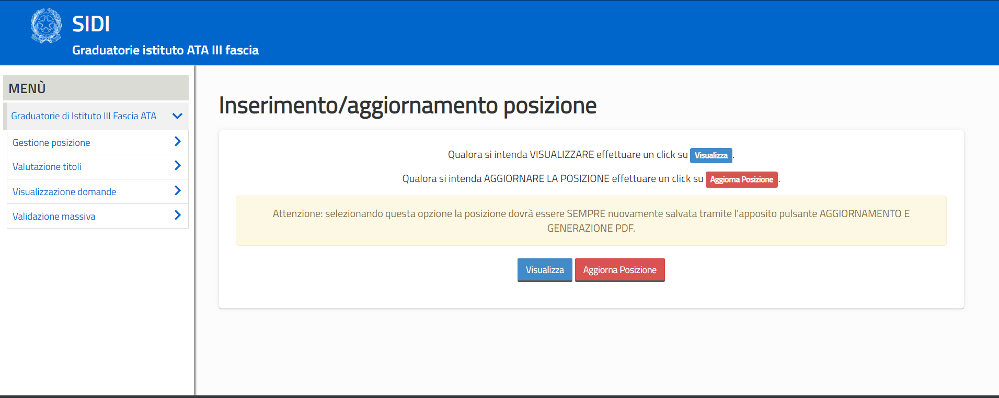 SIDI
Graduatorie istituto ATA III fascia
MENÙ
Graduatorie di Istituto III Fascia ATA
Gestione posizione
Valutazione titoli
Visualizzazione domande
Validazione massiva
Inserimento/aggiornamento posizione
Qualora si intenda VISUALIZZARE effettuare un click su Visualizza.
Qualora si intenda AGGIORNARE LA POSIZIONE effettuare un click su Aggiorna Posizione.
Attenzione: selezionando questa opzione la posizione dovrà essere SEMPRE nuovamente salvata tramite l'apposito pulsante AGGIORNAMENTO E
GENERAZIONE PDF.
Visualizza Aggiorna Posizione